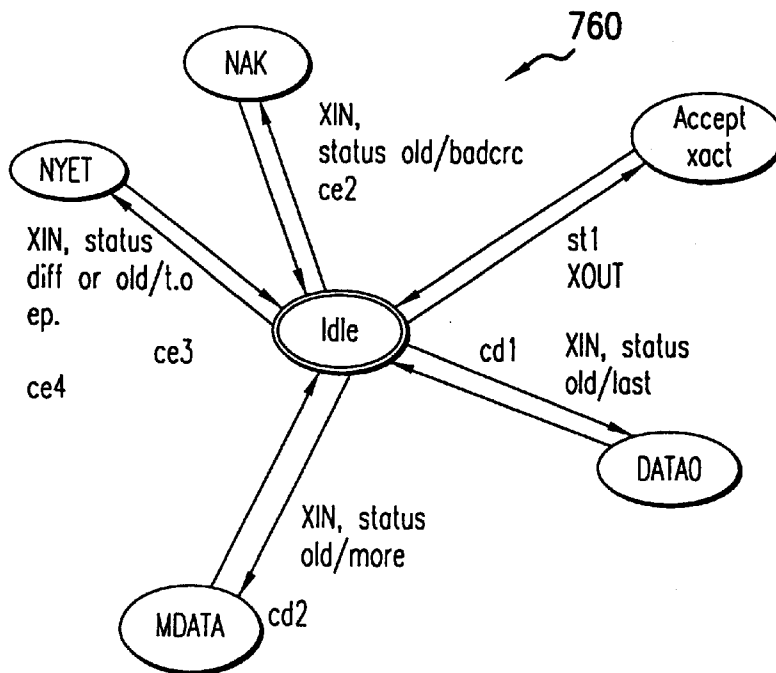 760
NAK
XIN,
status old/badcrc
ce2
Accept
xact
NYET
XIN, status
diff or old/t.o
ep.
st1
XOUT
Idle
ce3
cd1
XIN, status
old/last
ce4
DATA0
XIN, status
old/more
MDATA
cd2